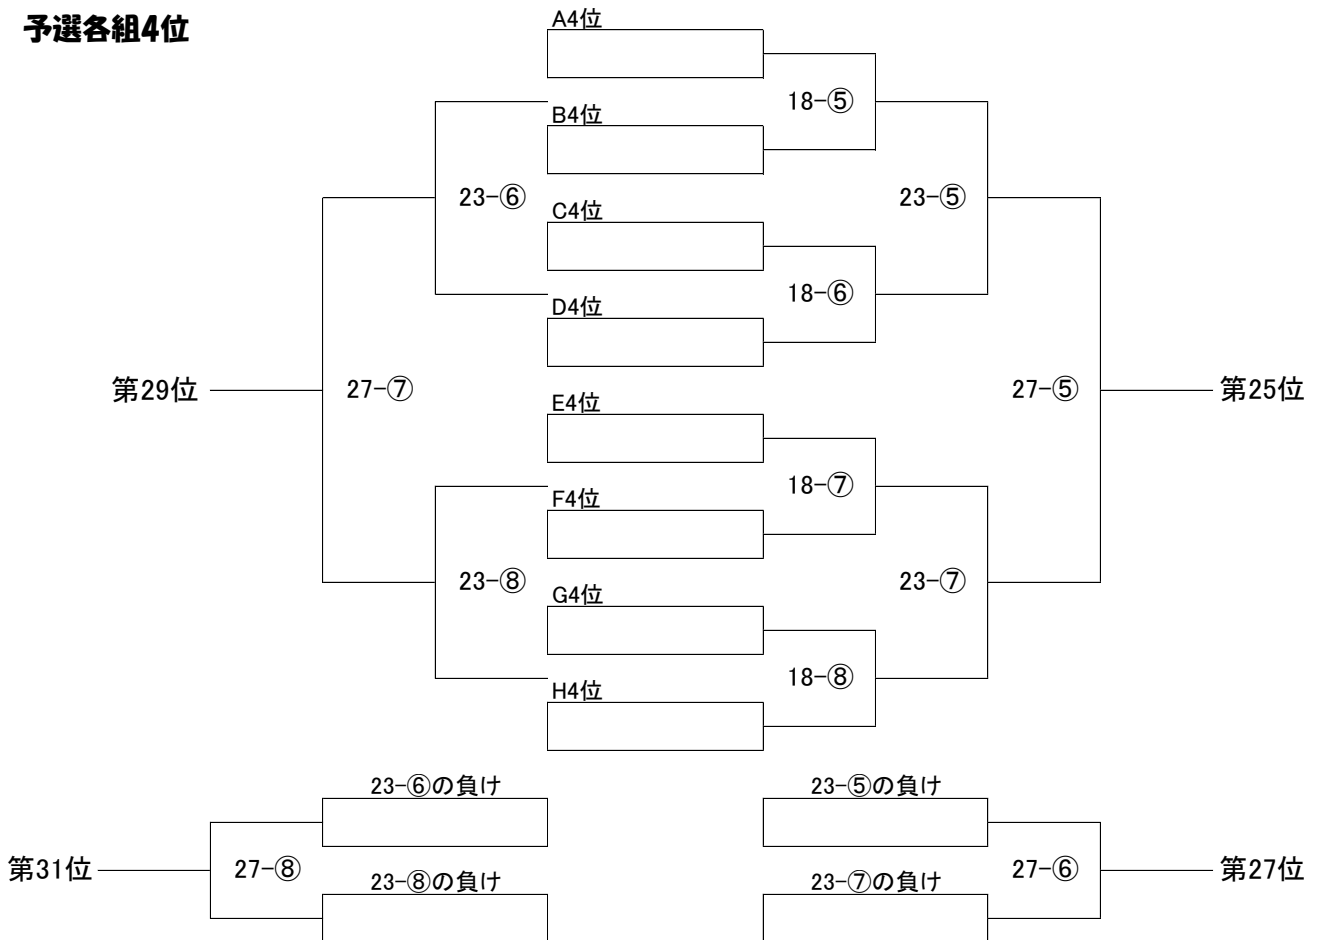 予選各組4位
A4位
18-⑤
B4位
23-⑥
23-⑤
C4位
18-⑥
D4位
第29位
27-⑦
27-⑤
第25位
E4位
18-⑦
F4位
23-⑧
23-⑦
G4位
18-⑧
H4位
23-⑥の負け
23-⑤の負け
第31位
27-⑧
27-⑥
第27位
23-⑧の負け
23-⑦の負け